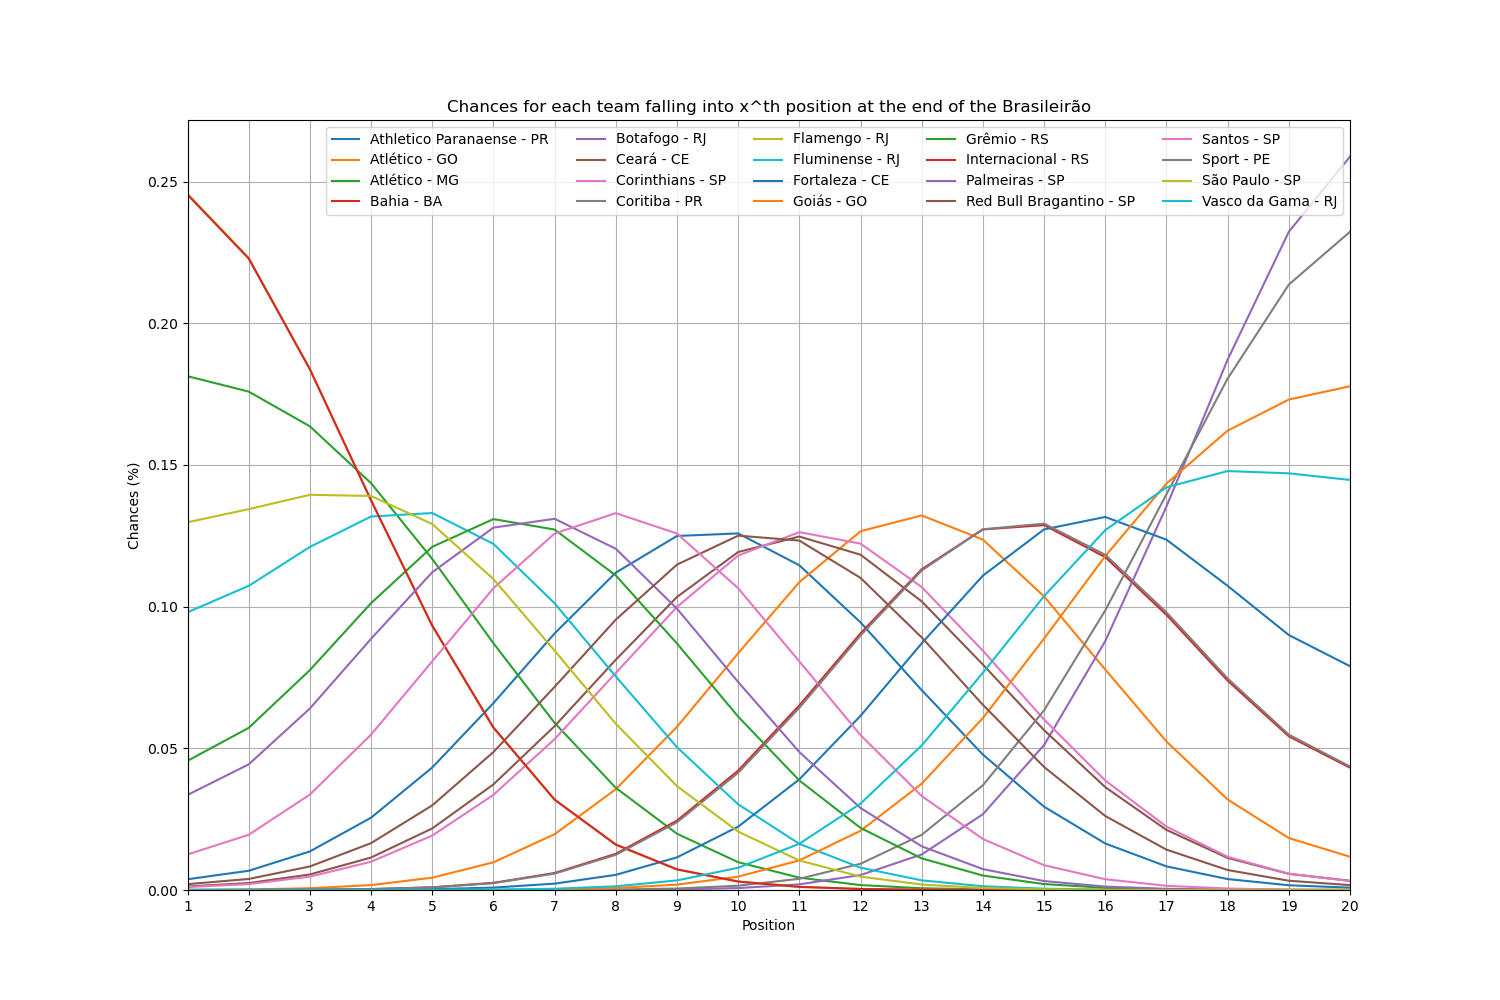 Chances for each team falling into x^th position at the end of the Brasileirão
Athletico Paranaense - PR
Atlético - GO
Atlético - MG
Bahia - BA
Botafogo - RJ
Ceará - CE
Corinthians - SP
Coritiba - PR
Flamengo - RJ
Fluminense - RJ
Fortaleza - CE
Goiás - GO
Grêmio - RS
Internacional - RS
Palmeiras - SP
Red Bull Bragantino - SP
Santos - SP
Sport - PE
São Paulo - SP
Vasco da Gama - RJ
Chances (%)
0.25
0.20
0.15
0.10
0.05
0.00
1 2 3 4 5 6 7 8 9 10 11 12 13 14 15 16 17 18 19 20
Position